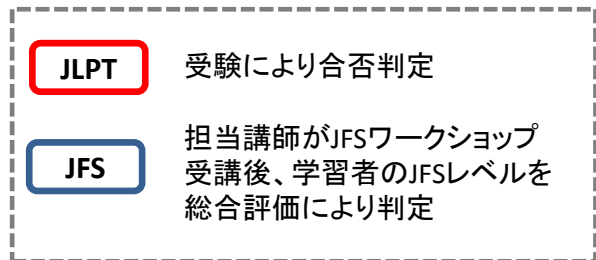 JLPT 受験により合否判定
JFS 担当講師がJFSワークショップ
受講後、学習者のJFSレベルを
総合評価により判定